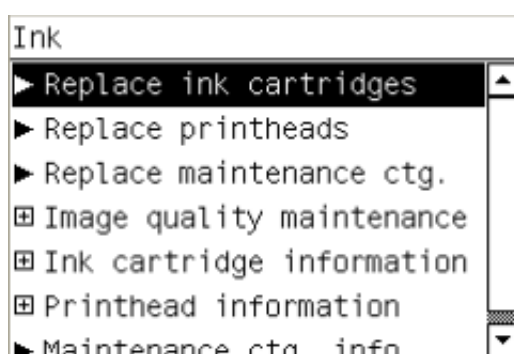 Ink
Replace ink cartridges
Replace printheads
Replace maintenance ctg.
Image quality maintenance
Ink cartridge information
Printhead information
Maintenance ctg. info